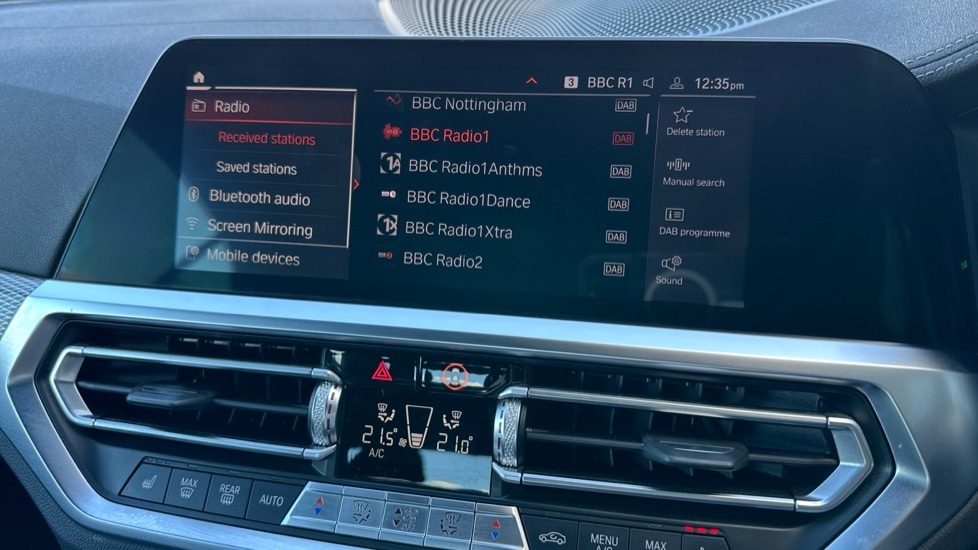 3 BBC R1 12:35pm
Radio
Received stations
Saved stations
Bluetooth audio
Screen Mirroring
Mobile devices
BBC Nottingham DAB
BBC Radio1 DAB
BBC Radio1Anthms DAB
BBC Radio1Dance DAB
BBC Radio1Xtra DAB
BBC Radio2 DAB
Delete station
Manual search
DAB programme
Sound
21.5° 21.0°
A/C
MAX
REAR
AUTO
MENU
A/C
MAX